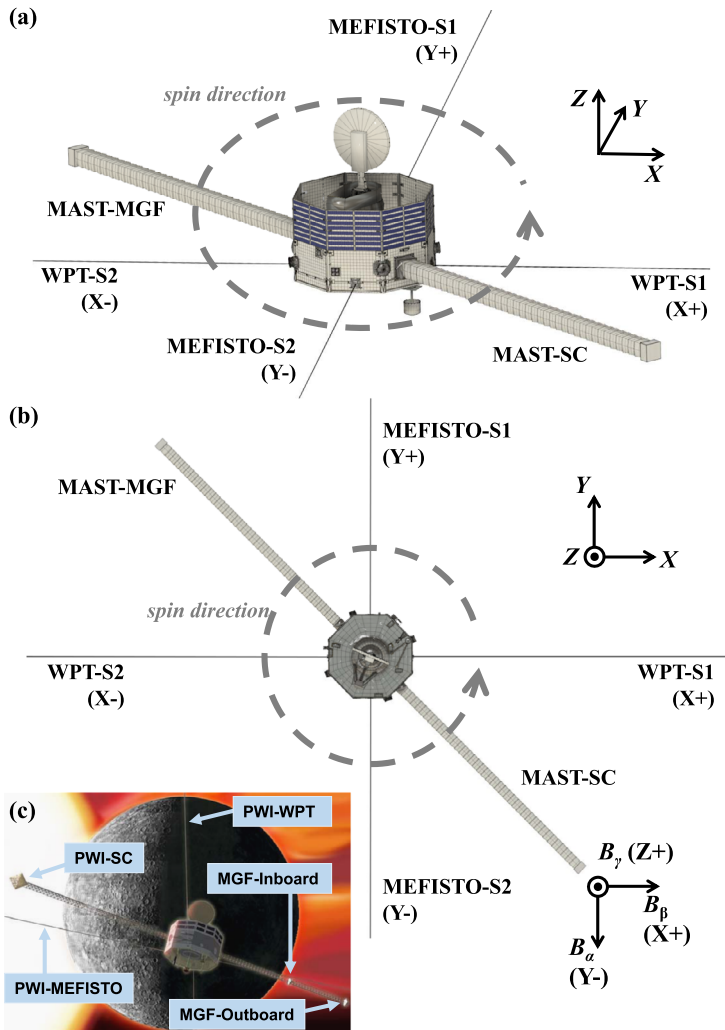 (a)
MEFISTO-S1
(Y+)
spin direction
Z
Y
X
MAST-MGF
WPT-S2
(X-)
WPT-S1
(X+)
MEFISTO-S2
(Y-)
MAST-SC
(b)
MEFISTO-S1
(Y+)
MAST-MGF
Y
Z
X
spin direction
WPT-S2
(X-)
WPT-S1
(X+)
MAST-SC
(c)
PWI-WPT
PWI-SC
MGF-Inboard
PWI-MEFISTO
MGF-Outboard
MEFISTO-S2
(Y-)
Bγ (Z+)
Bβ
(X+)
Bα
(Y-)